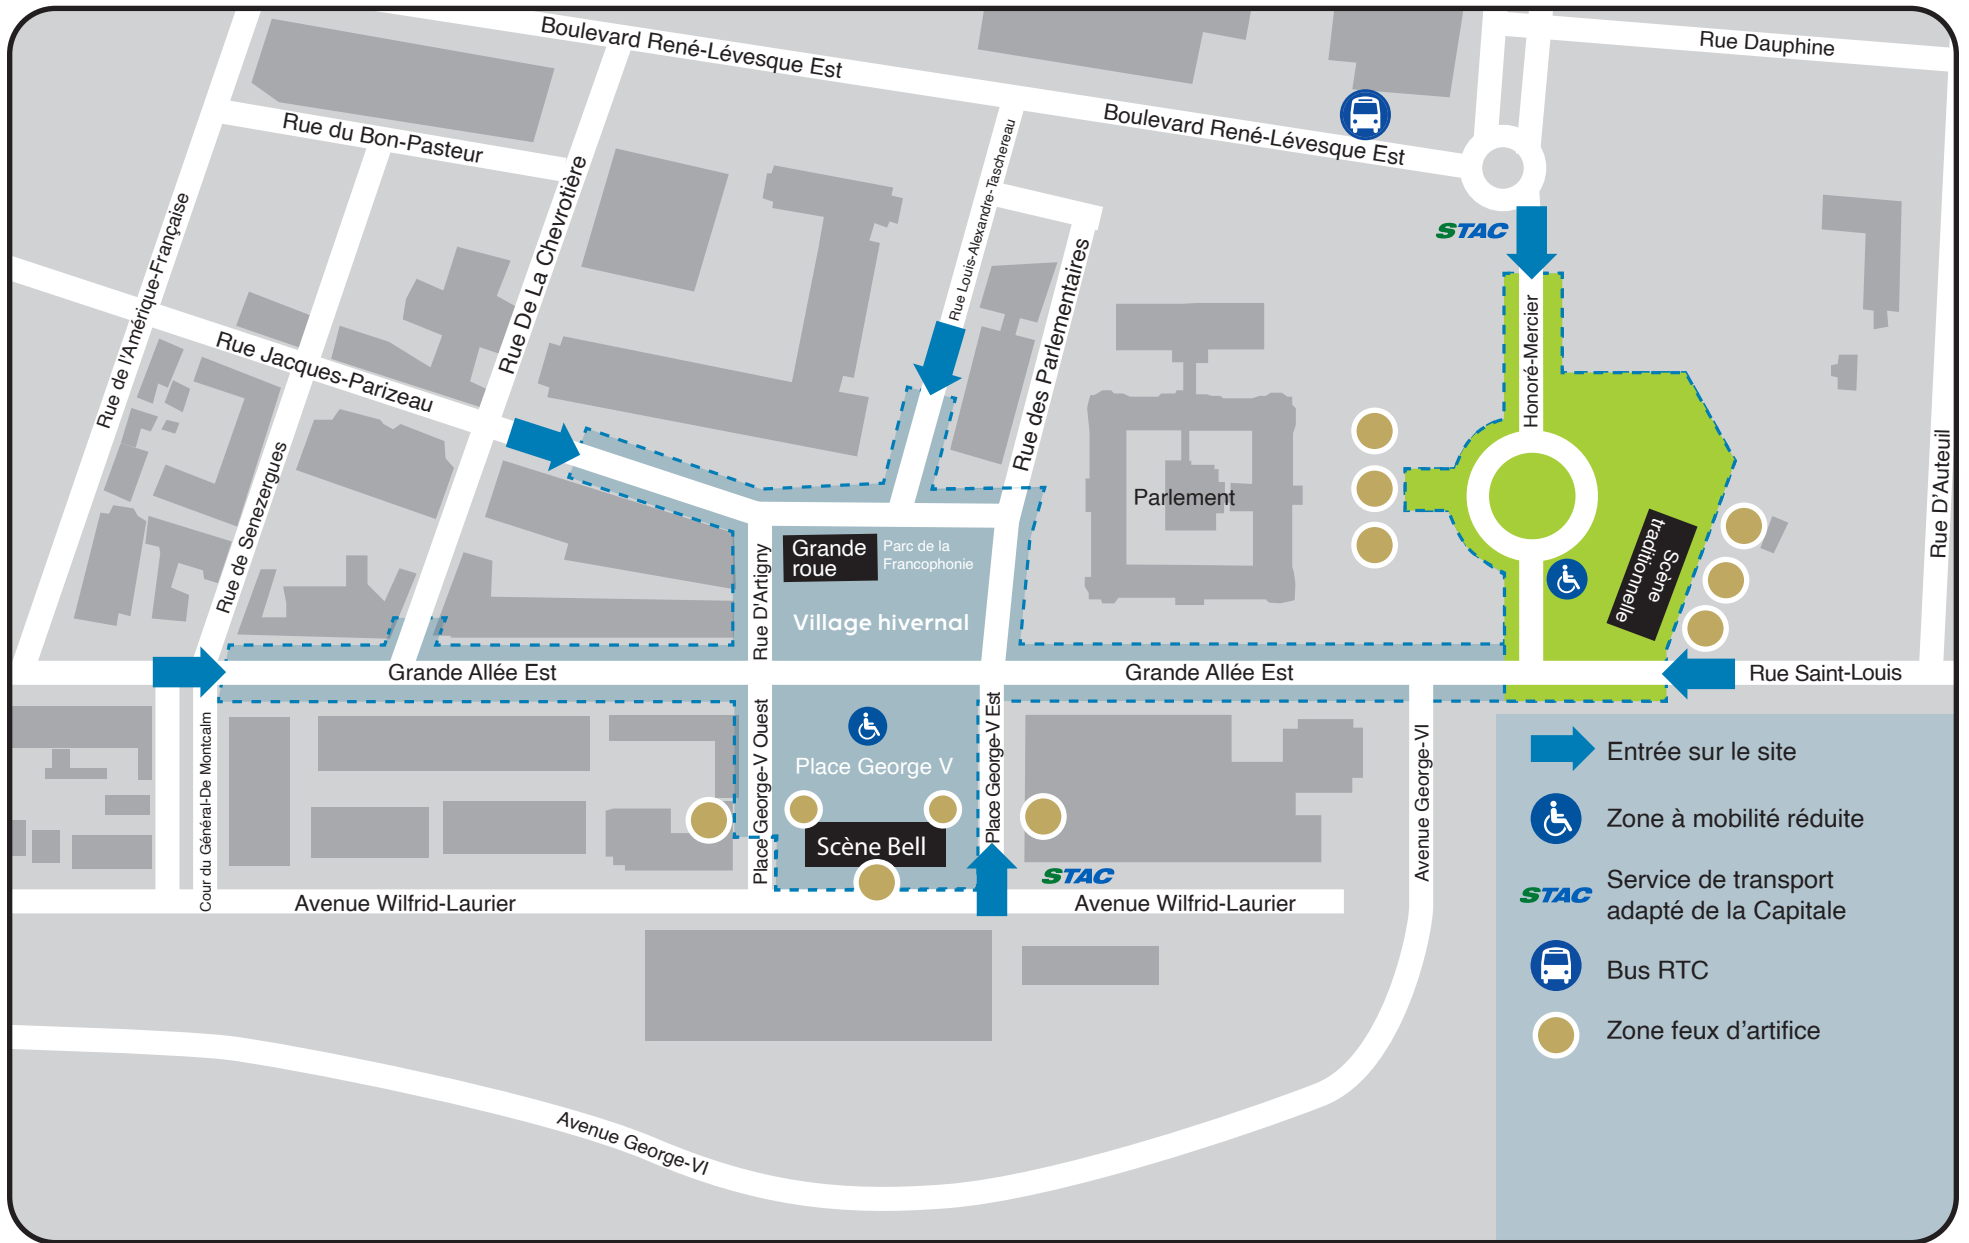 Boulevard René-Lévesque Est
Rue Dauphine
Boulevard René-Lévesque Est
Rue du Bon-Pasteur
Rue Louis-Alexandre-Taschereau
Rue De La Chevrotière
Rue de l'Amérique-Française
STAC
Rue des Parlementaires
Honoré-Mercier
Rue Jacques-Parizeau
Rue de Senezergues
Rue D'Auteuil
Parlement
Grande
roue
Parc de la
Francophonie
Rue D'Artigny
Village hivernal
Scène
traditionnelle
Grande Allée Est
Grande Allée Est
Rue Saint-Louis
Cour du Général-De Montcalm
Place George-V Ouest
Place George V
Place George-V Est
Avenue George-VI
Scène Bell
STAC
Avenue Wilfrid-Laurier
Avenue Wilfrid-Laurier
Avenue George-VI
Entrée sur le site
Zone à mobilité réduite
STAC
Service de transport
adapté de la Capitale
Bus RTC
Zone feux d'artifice